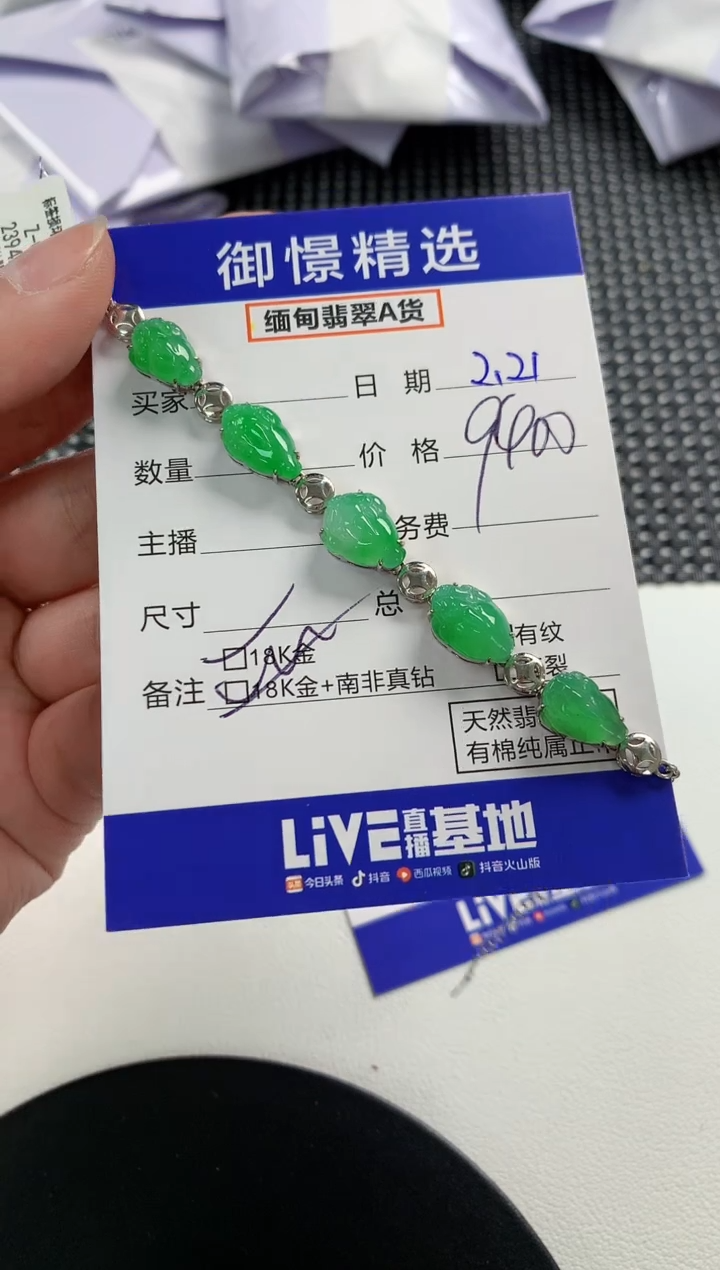 御憬精选
缅甸翡翠A货
买家 日期 2.21
数量 价格 9400
主播 务费
尺寸 总
18K金 有纹
备注 18K金+南非真钻 裂
天然翡
有棉纯属正常
LiVE直播基地
今日头条 抖音 西瓜视频 抖音火山版